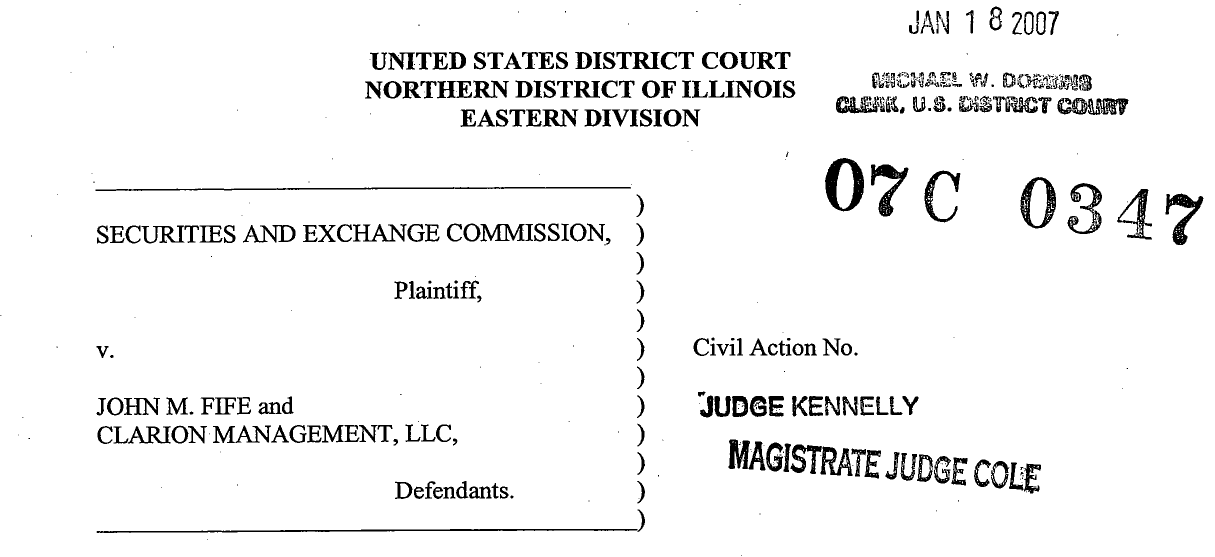 JAN 18 2007
UNITED STATES DISTRICT COURT
NORTHERN DISTRICT OF ILLINOIS
EASTERN DIVISION
MICHAEL W. DOBBINS
CLERK, U.S. DISTRICT COURT
07C 0347
SECURITIES AND EXCHANGE COMMISSION, )
)
)
Plaintiff, )
)
v. ) Civil Action No.
)
JOHN M. FIFE and ) JUDGE KENNELLY
CLARION MANAGEMENT, LLC, )
) MAGISTRATE JUDGE COLE
Defendants. )
)